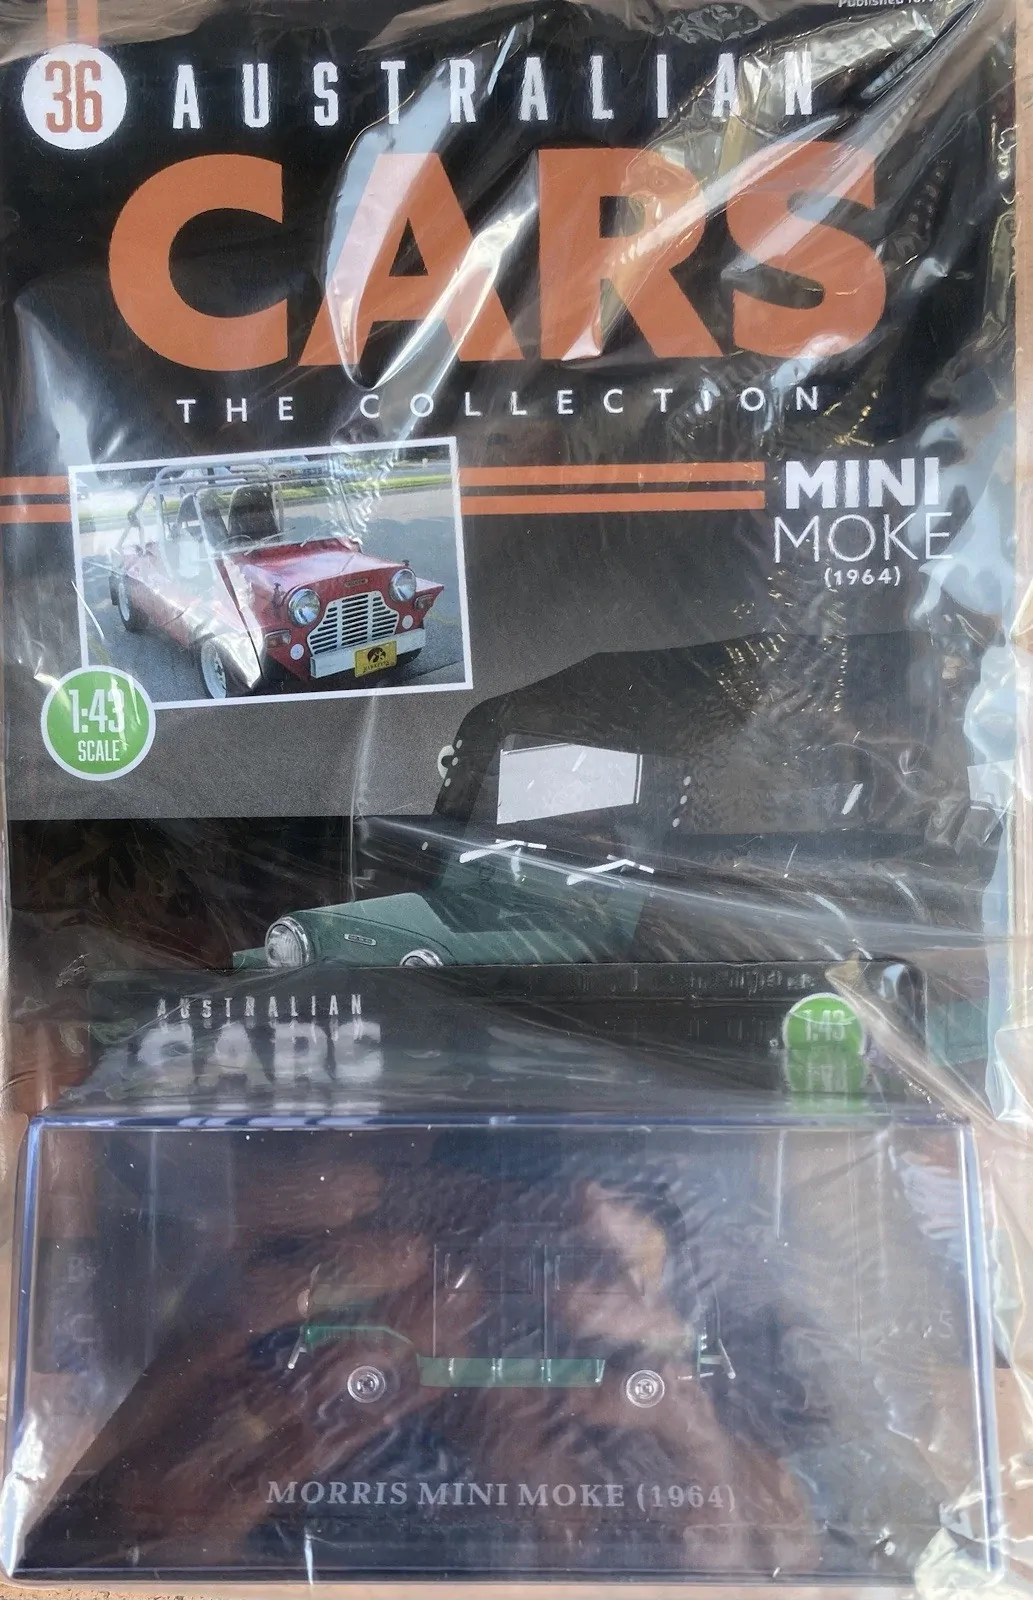 36
AUSTRALIAN
CARS
THE COLLECTION
MINI
MOKE
(1964)
1:43
SCALE
AUSTRALIAN
CARS
1:43
MORRIS MINI MOKE (1964)